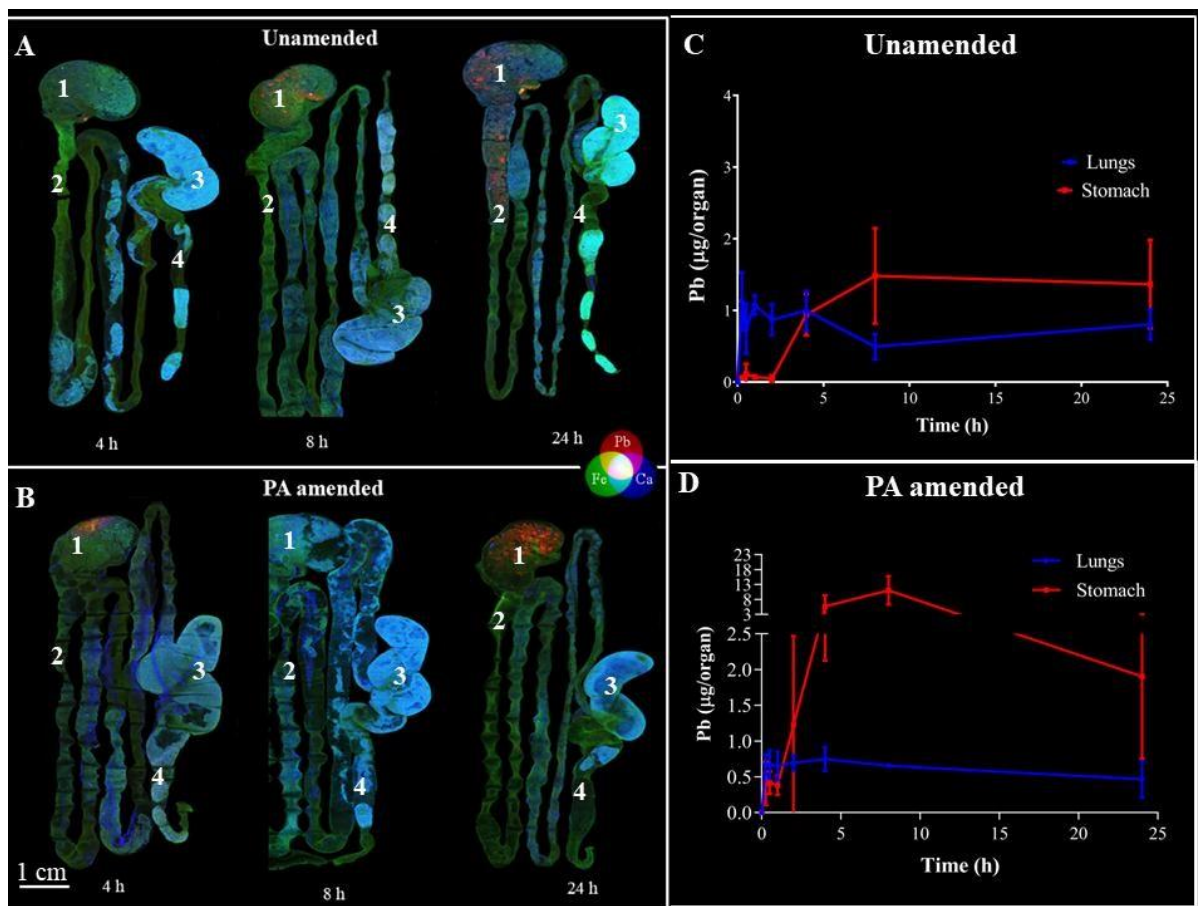 A
Unamended
1
2
3
4
4 h
1
2
3
4
8 h
1
2
3
4
24 h
Pb
Fe
Ca
B
PA amended
1
2
3
4
1 cm
4 h
1
2
3
4
8 h
1
2
3
4
24 h
C
Unamended
Pb (µg/organ)
4
3
2
1
0
Lungs
Stomach
0 5 10 15 20 25
Time (h)
D
PA amended
Pb (µg/organ)
23
18
13
8
3
2.5
2.0
1.5
1.0
0.5
0.0
Lungs
Stomach
0 5 10 15 20 25
Time (h)